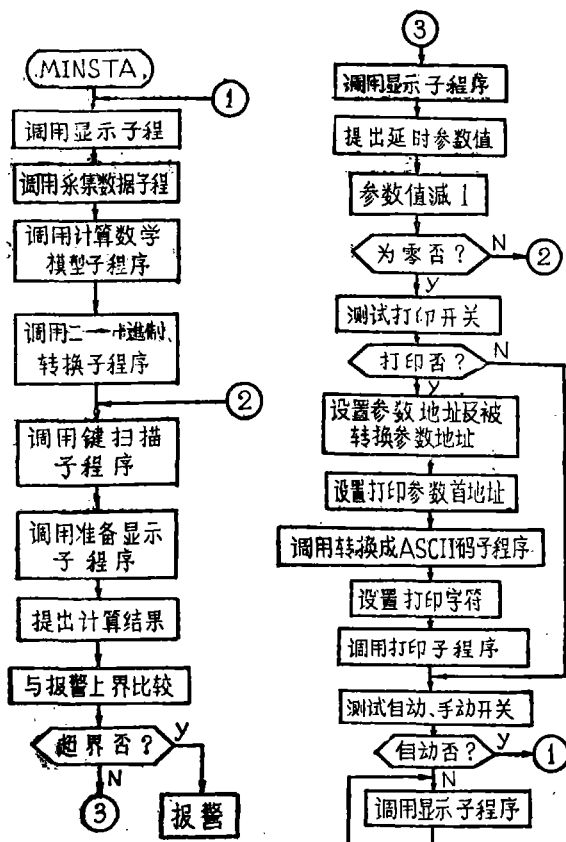 MINSTA
①
调用显示子程
调用采集数据子程
调用计算数学
模型子程序
调用二一十進制、
转换子程序
②
调用键扫描
子程序
调用准备显示
子程序
提出计算结果
与报警上界比较
超界否?
Y
N
③
报警
③
调用显示子程序
提出延时参数值
参数值减1
为零否?
N
②
Y
测试打印开关
打印否?
N
Y
设置参数地址及被
转换参数地址
设置打印参数首地址
调用转换成ASCII码子程序
设置打印字符
调用打印子程序
测试自动、手动开关
自动否?
Y
①
N
调用显示子程序